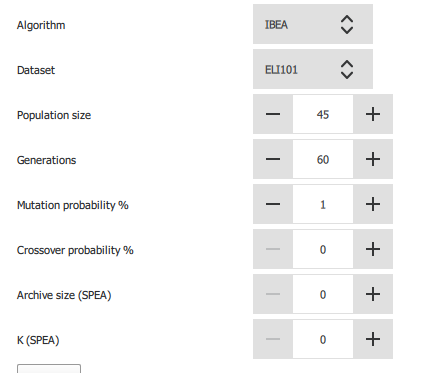 Algorithm IBEA
Dataset ELI101
Population size 45
Generations 60
Mutation probability % 1
Crossover probability % 0
Archive size (SPEA) 0
K (SPEA) 0